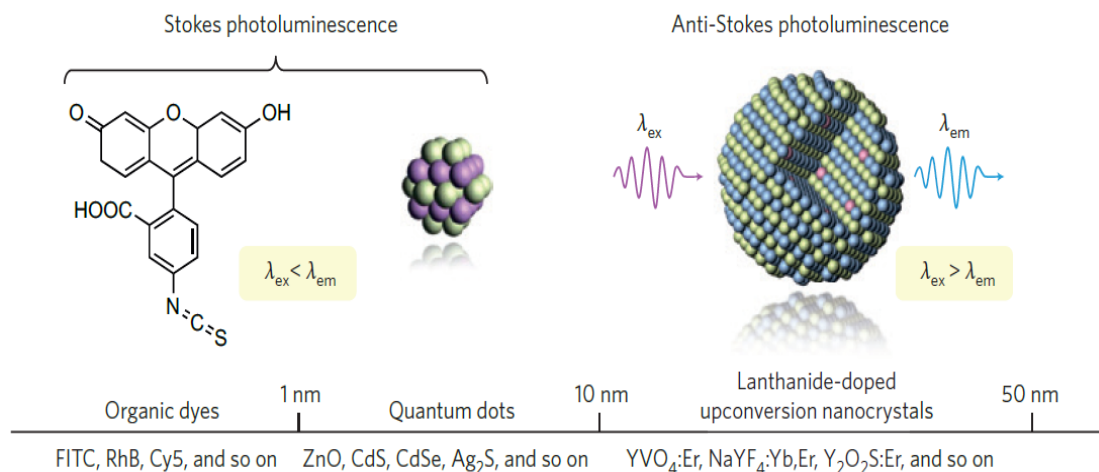 Stokes photoluminescence
Anti-Stokes photoluminescence
O
O
OH
HOOC
N
C
S
λex < λem
λex
λem
λex > λem
1 nm
10 nm
50 nm
Organic dyes
Quantum dots
Lanthanide-doped
upconversion nanocrystals
FITC, RhB, Cy5, and so on
ZnO, CdS, CdSe, Ag₂S, and so on
YVO₄:Er, NaYF₄:Yb,Er, Y₂O₂S:Er, and so on